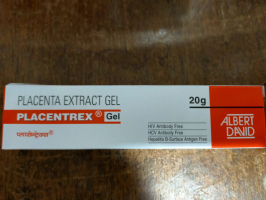 PLACENTA EXTRACT GEL
20g
PLACENTREX® Gel
प्लासेन्ट्रेक्स®
HIV Antibody Free
HCV Antibody Free
Hepatitis B-Surface Antigen Free
ALBERT
DAVID